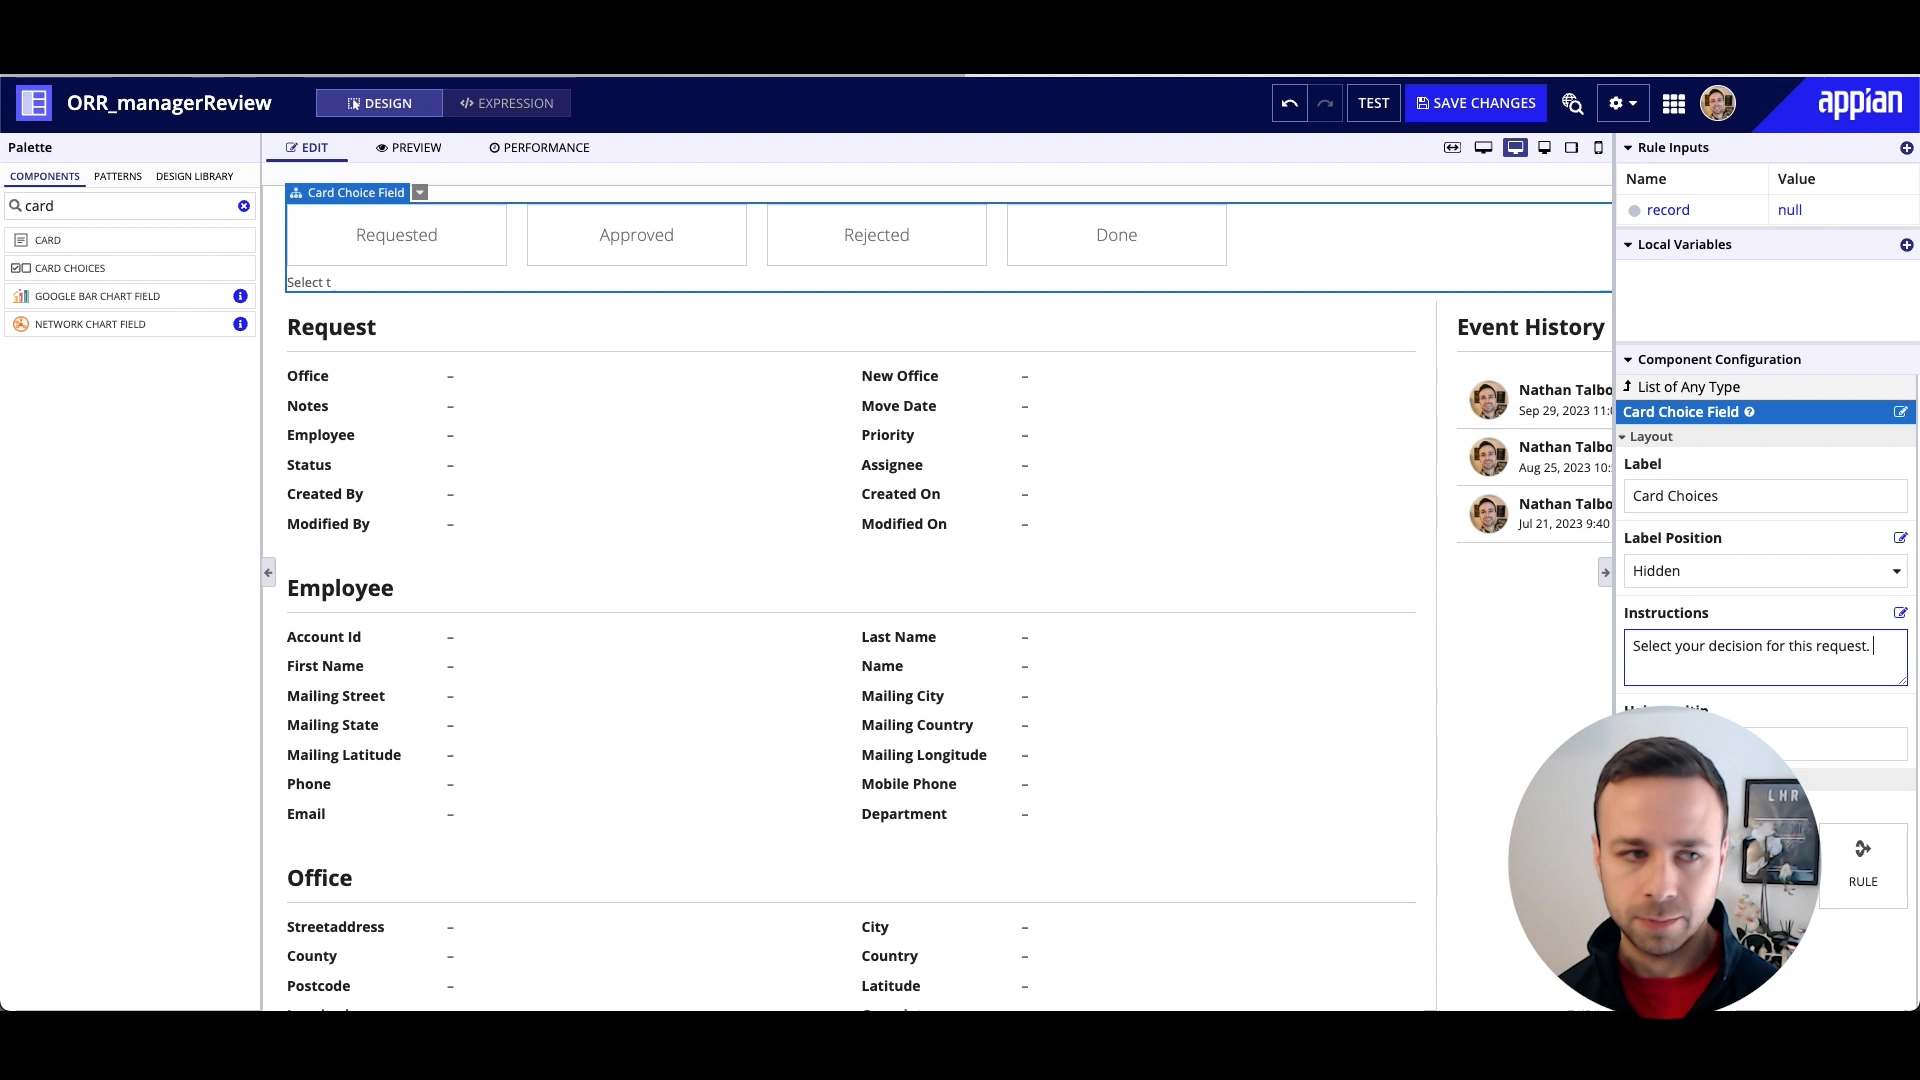 ORR_managerReview
DESIGN
</> EXPRESSION
TEST
SAVE CHANGES
appian
Palette
EDIT
PREVIEW
PERFORMANCE
Rule Inputs
COMPONENTS
PATTERNS
DESIGN LIBRARY
card
CARD
CARD CHOICES
GOOGLE BAR CHART FIELD
NETWORK CHART FIELD
Card Choice Field
Requested
Approved
Rejected
Done
Select t
Request
Office –
New Office –
Notes –
Move Date –
Employee –
Priority –
Status –
Assignee –
Created By –
Created On –
Modified By –
Modified On –
Employee
Account Id –
Last Name –
First Name –
Name –
Mailing Street –
Mailing City –
Mailing State –
Mailing Country –
Mailing Latitude –
Mailing Longitude –
Phone –
Mobile Phone –
Email –
Department –
Office
Streetaddress –
City –
County –
Country –
Postcode –
Latitude –
Event History
Nathan Talbo
Sep 29, 2023 11:
Nathan Talbo
Aug 25, 2023 10:
Nathan Talbo
Jul 21, 2023 9:40
Name
Value
record
null
Local Variables
Component Configuration
List of Any Type
Card Choice Field
Layout
Label
Card Choices
Label Position
Hidden
Instructions
Select your decision for this request.
LHR
RULE